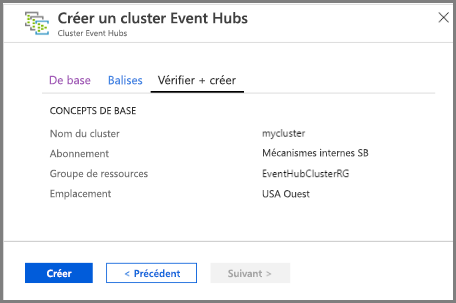 Créer un cluster Event Hubs
Cluster Event Hubs
De base Balises Vérifier + créer
CONCEPTS DE BASE
Nom du cluster mycluster
Abonnement Mécanismes internes SB
Groupe de ressources EventHubClusterRG
Emplacement USA Ouest
Créer < Précédent Suivant >